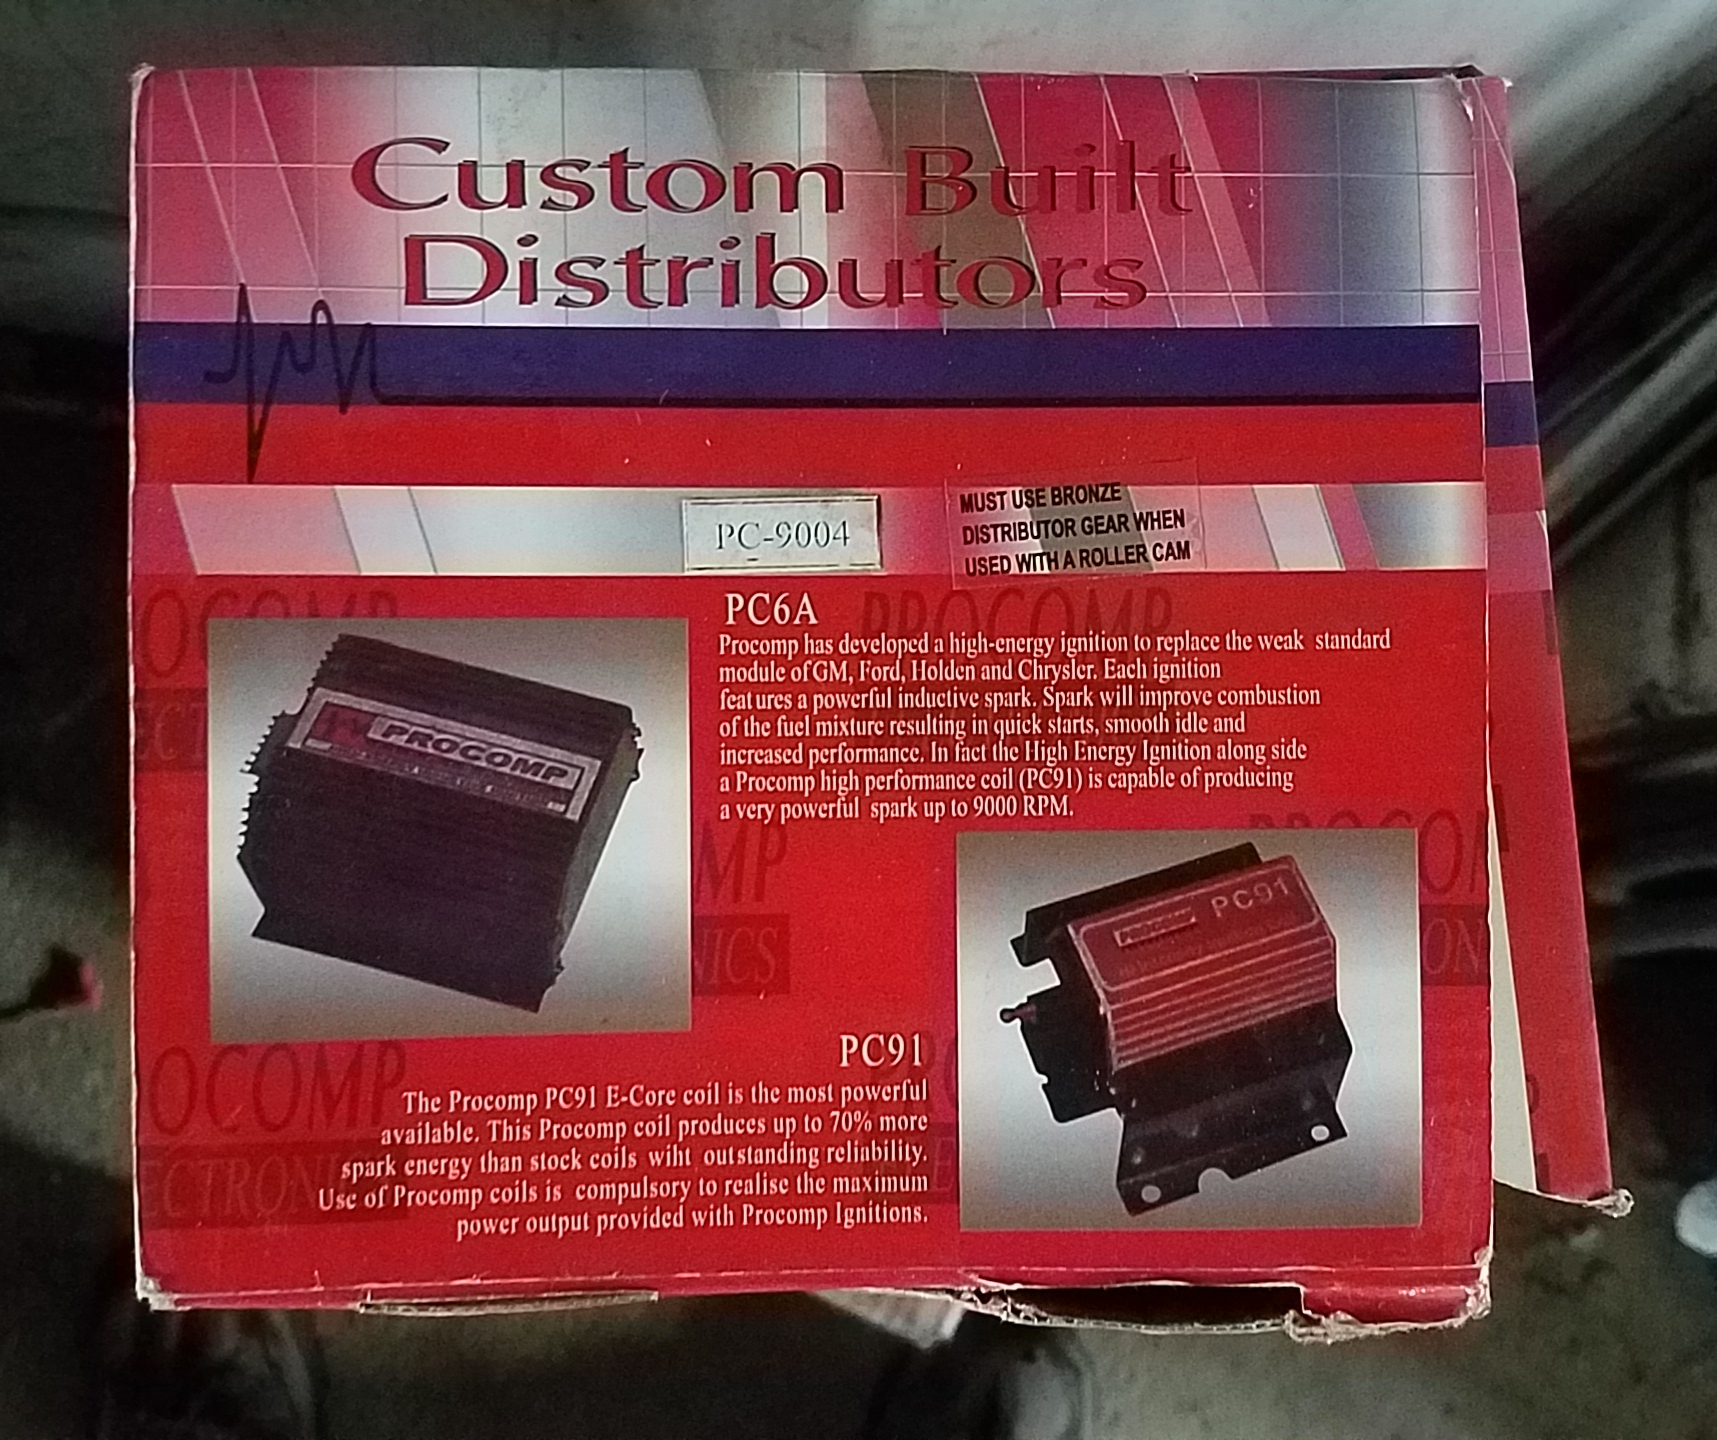 Custom Built
Distributors
PC-9004
MUST USE BRONZE
DISTRIBUTOR GEAR WHEN
USED WITH A ROLLER CAM
PC6A
Procomp has developed a high-energy ignition to replace the weak standard
module of GM, Ford, Holden and Chrysler. Each ignition
features a powerful inductive spark. Spark will improve combustion
of the fuel mixture resulting in quick starts, smooth idle and
increased performance. In fact the High Energy Ignition along side
a Procomp high performance coil (PC91) is capable of producing
a very powerful spark up to 9000 RPM.
PROCOMP
PROCOMP
PC91
PC91
The Procomp PC91 E-Core coil is the most powerful
available. This Procomp coil produces up to 70% more
spark energy than stock coils wiht outstanding reliability.
Use of Procomp coils is compulsory to realise the maximum
power output provided with Procomp Ignitions.